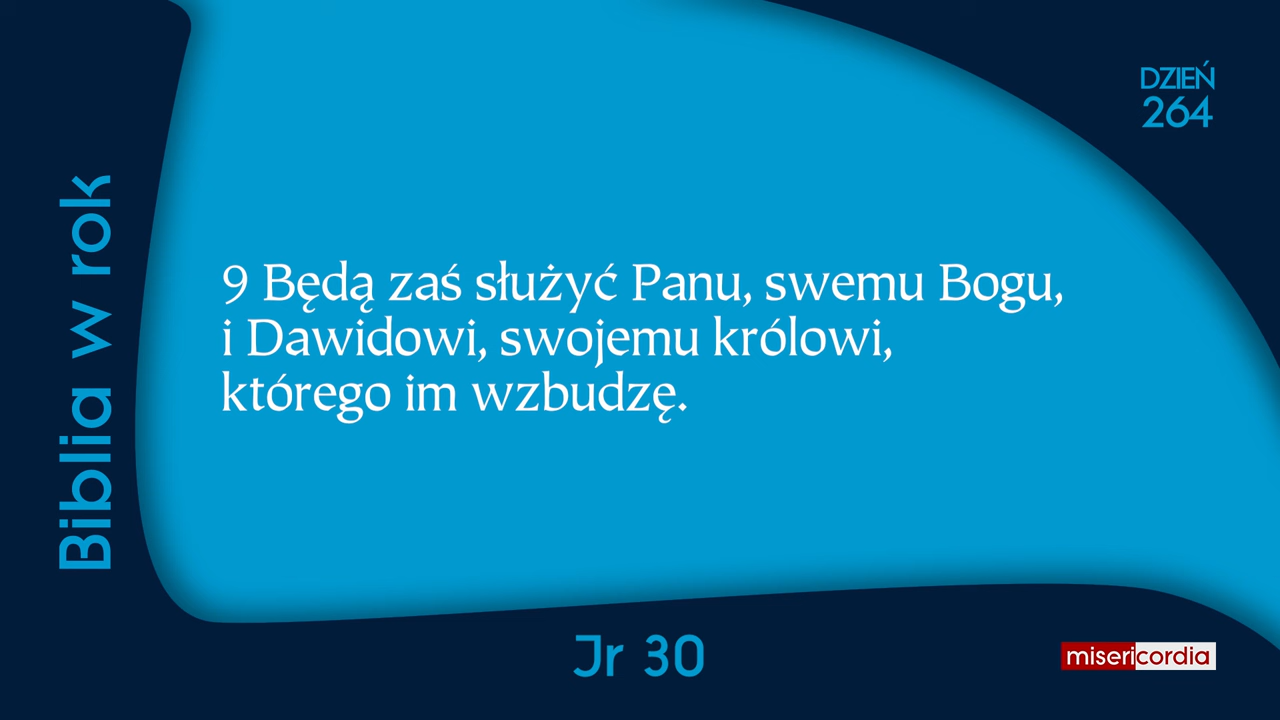 DZIEŃ
264
Biblia w rok
9 Będą zaś służyć Panu, swemu Bogu,
i Dawidowi, swojemu królowi,
którego im wzbudzę.
Jr 30
misericordia